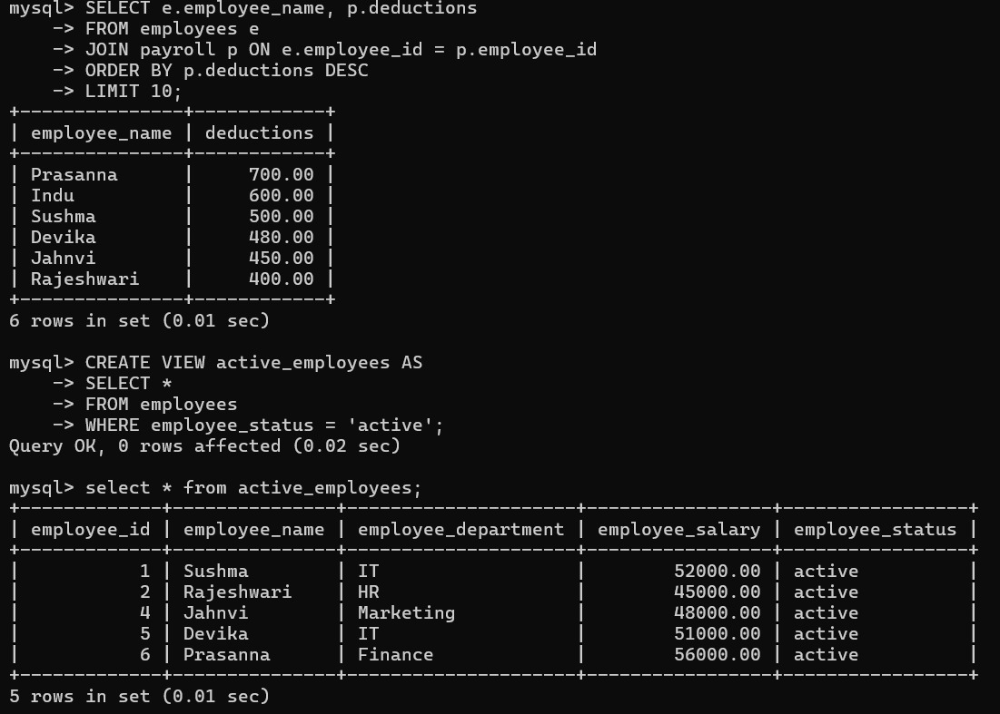 mysql> SELECT e.employee_name, p.deductions
    -> FROM employees e
    -> JOIN payroll p ON e.employee_id = p.employee_id
    -> ORDER BY p.deductions DESC
    -> LIMIT 10;
+---------------+------------+
| employee_name | deductions |
+---------------+------------+
| Prasanna      |     700.00 |
| Indu          |     600.00 |
| Sushma        |     500.00 |
| Devika        |     480.00 |
| Jahnvi        |     450.00 |
| Rajeshwari    |     400.00 |
+---------------+------------+
6 rows in set (0.01 sec)

mysql> CREATE VIEW active_employees AS
    -> SELECT *
    -> FROM employees
    -> WHERE employee_status = 'active';
Query OK, 0 rows affected (0.02 sec)

mysql> select * from active_employees;
+-------------+---------------+---------------------+-----------------+-----------------+
| employee_id | employee_name | employee_department | employee_salary | employee_status |
+-------------+---------------+---------------------+-----------------+-----------------+
|           1 | Sushma        | IT                  |        52000.00 | active          |
|           2 | Rajeshwari    | HR                  |        45000.00 | active          |
|           4 | Jahnvi        | Marketing           |        48000.00 | active          |
|           5 | Devika        | IT                  |        51000.00 | active          |
|           6 | Prasanna      | Finance             |        56000.00 | active          |
+-------------+---------------+---------------------+-----------------+-----------------+
5 rows in set (0.01 sec)